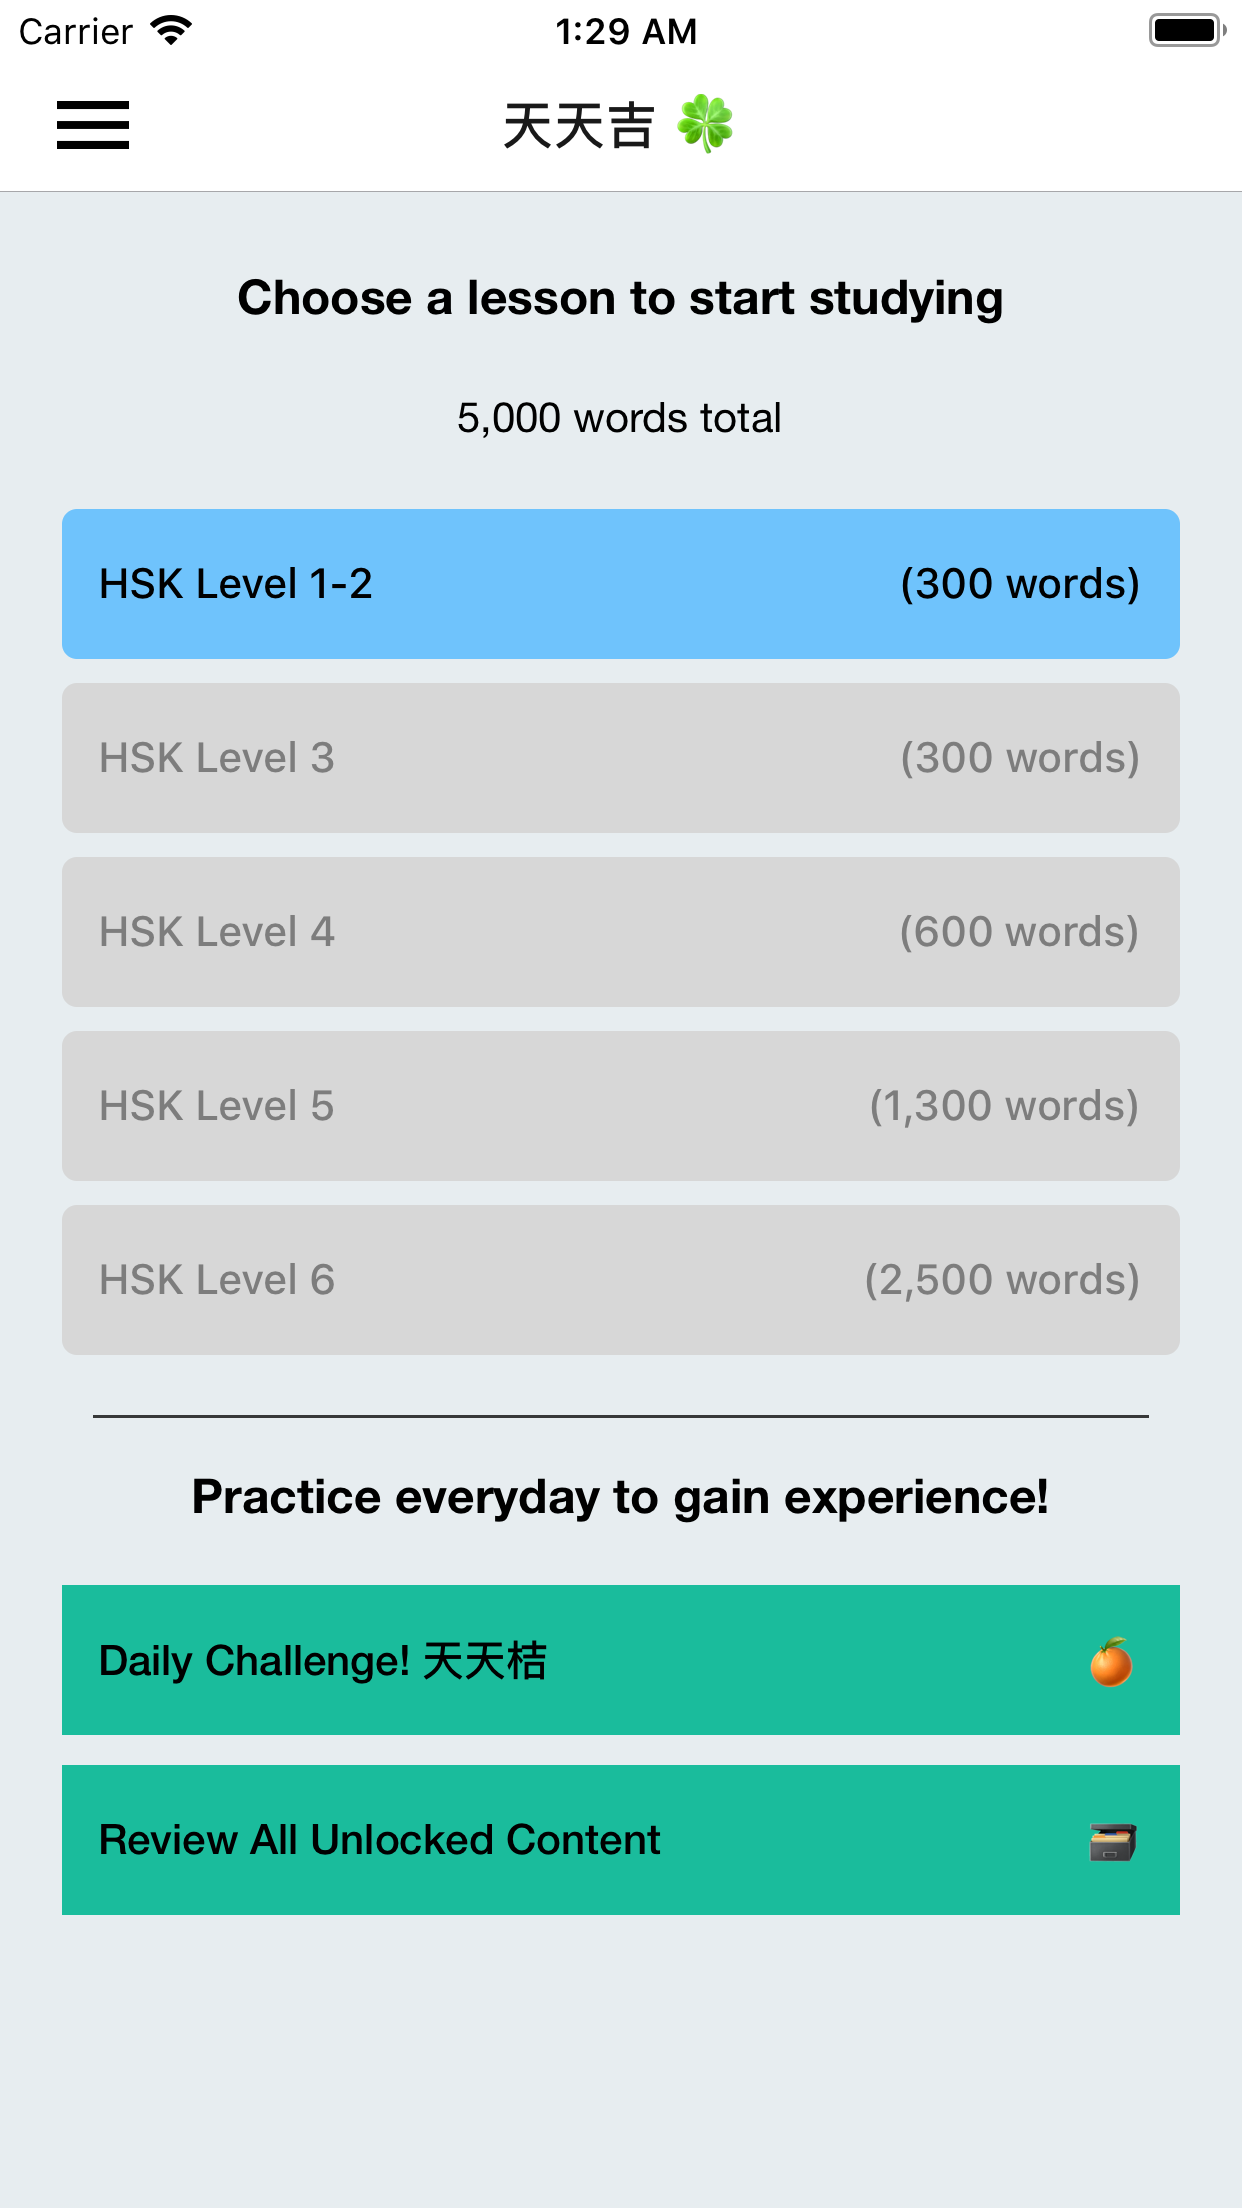 Carrier 1:29 AM
天天吉 🍀
Choose a lesson to start studying
5,000 words total
HSK Level 1-2 (300 words)
HSK Level 3 (300 words)
HSK Level 4 (600 words)
HSK Level 5 (1,300 words)
HSK Level 6 (2,500 words)
Practice everyday to gain experience!
Daily Challenge! 天天桔 🍊
Review All Unlocked Content 🗃️